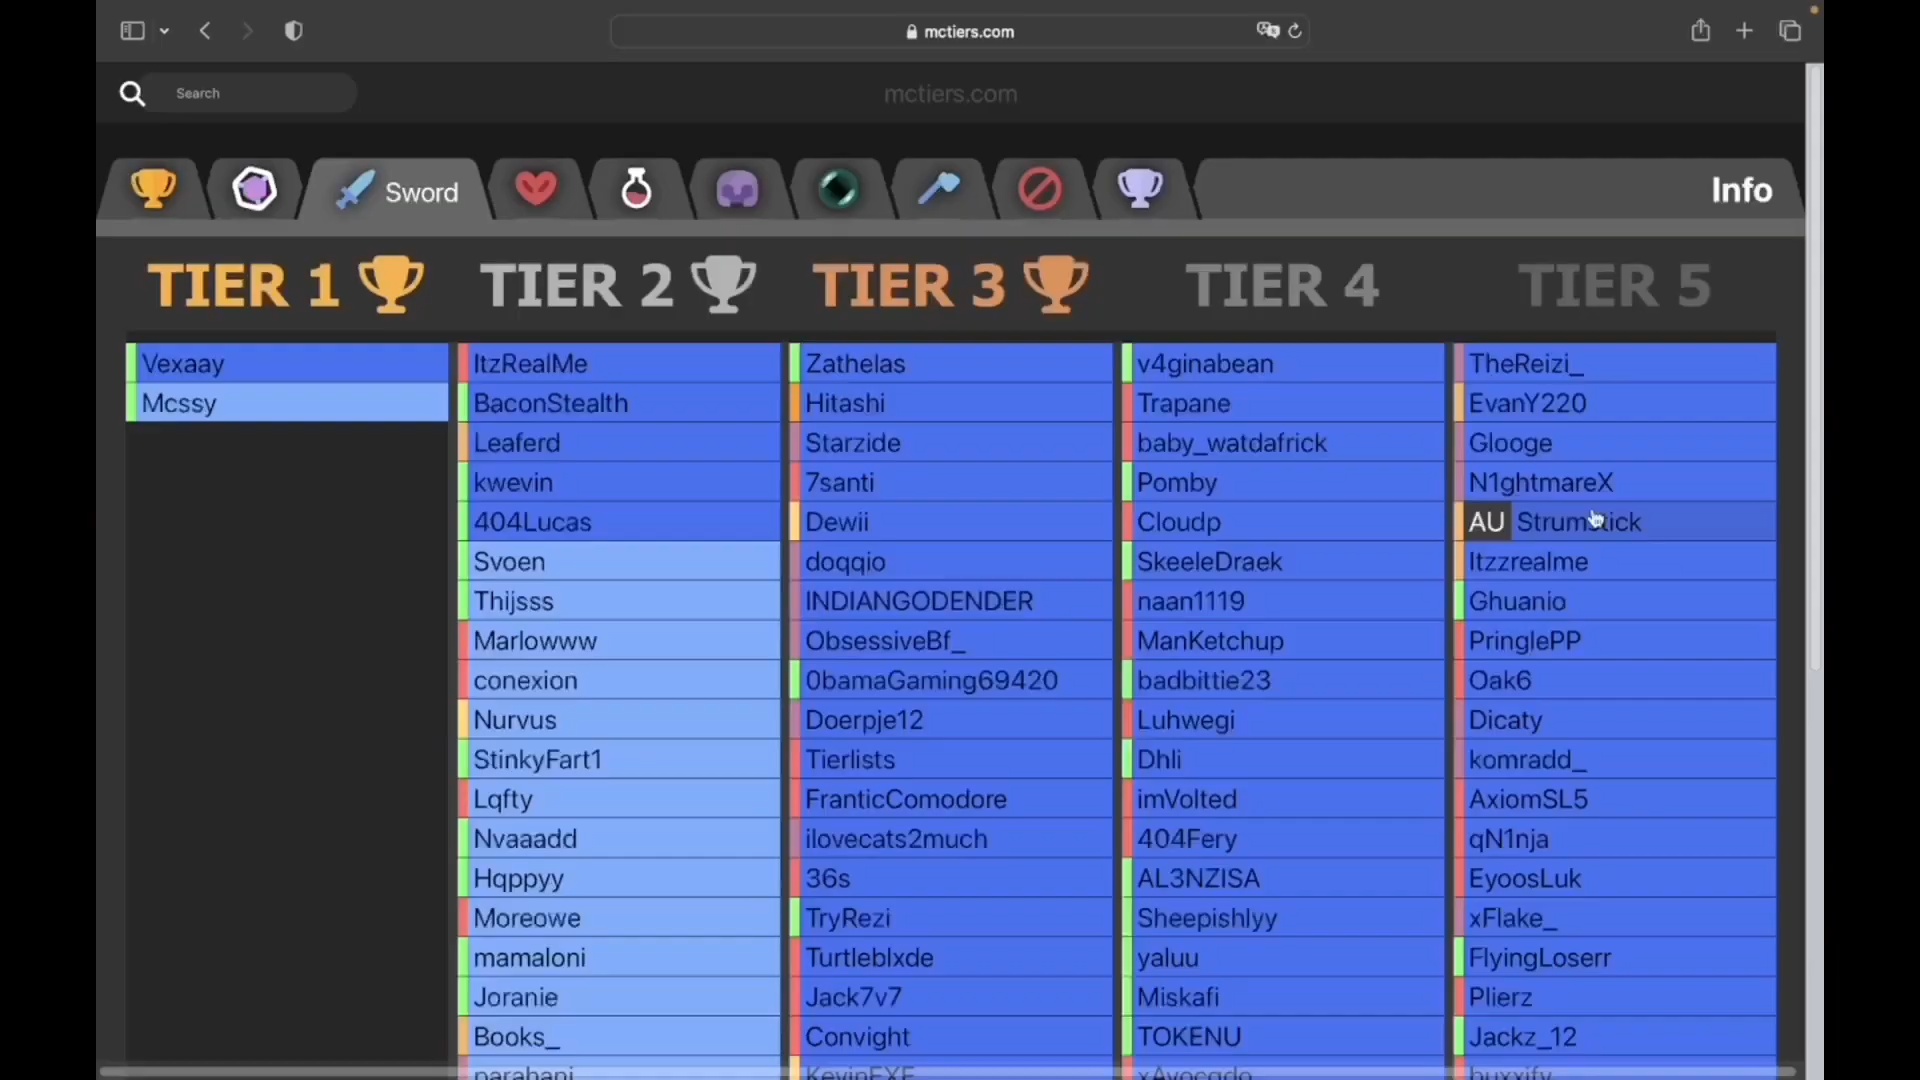 mctiers.com
Search
mctiers.com
Sword
Info
TIER 1
TIER 2
TIER 3
TIER 4
TIER 5
Vexaay
Mcssy
ItzRealMe
BaconStealth
Leaferd
kwevin
404Lucas
Svoen
Thijsss
Marlowww
conexion
Nurvus
StinkyFart1
Lqfty
Nvaaadd
Hqppyy
Moreowe
mamaloni
Joranie
Books_
Zathelas
Hitashi
Starzide
7santi
Dewii
doqqio
INDIANGODENDER
ObsessiveBf_
0bamaGaming69420
Doerpje12
Tierlists
FranticComodore
ilovecats2much
36s
TryRezi
Turtleblxde
Jack7v7
Convight
KevinEXE
v4ginabean
Trapane
baby_watdafrick
Pomby
Cloudp
SkeeleDraek
naan1119
ManKetchup
badbittie23
Luhwegi
Dhli
imVolted
404Fery
AL3NZISA
Sheepishlyy
yaluu
Miskafi
TOKENU
TheReizi_
EvanY220
Glooge
N1ghtmareX
AU Strumstick
Itzzrealme
Ghuanio
PringlePP
Oak6
Dicaty
komradd_
AxiomSL5
qN1nja
EyoosLuk
xFlake_
FlyingLoserr
Plierz
Jackz_12